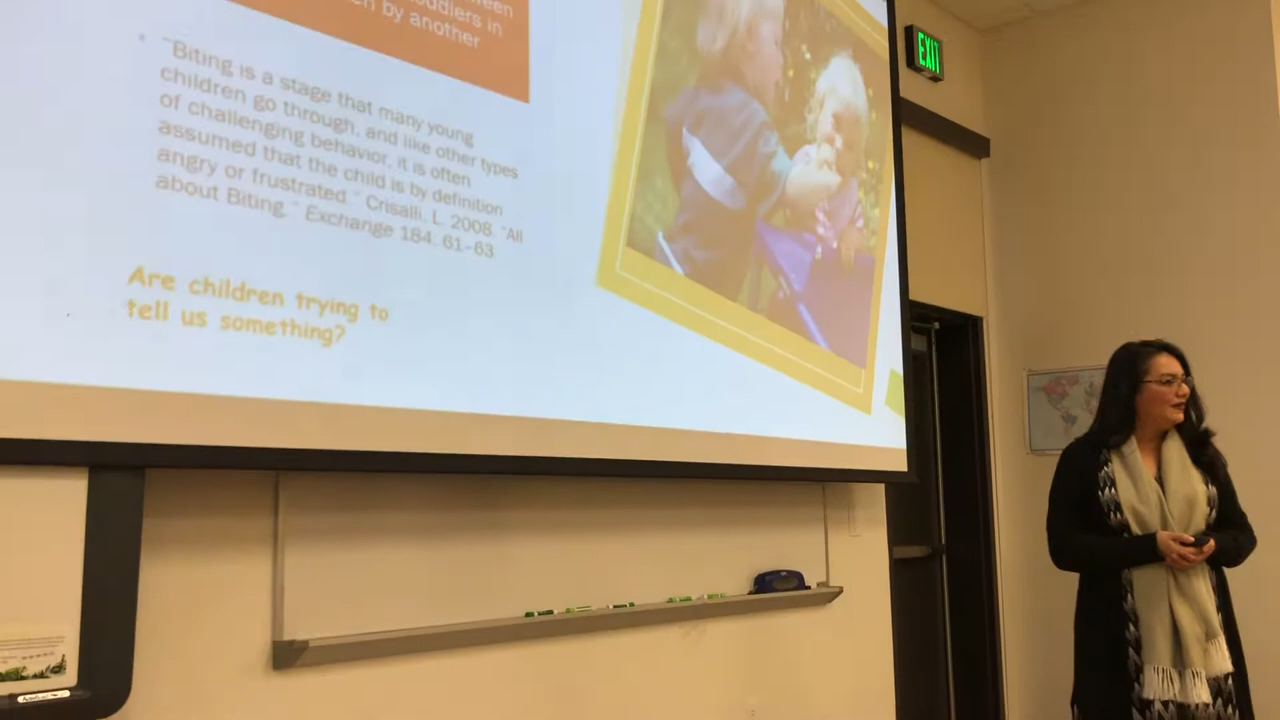 toddlers in
by another
"Biting is a stage that many young
children go through, and like other types
of challenging behavior, it is often
assumed that the child is by definition
angry or frustrated." Crisalli, L. 2008. "All
about Biting." Exchange 184. 61-63.
Are children trying to
tell us something?
EXIT